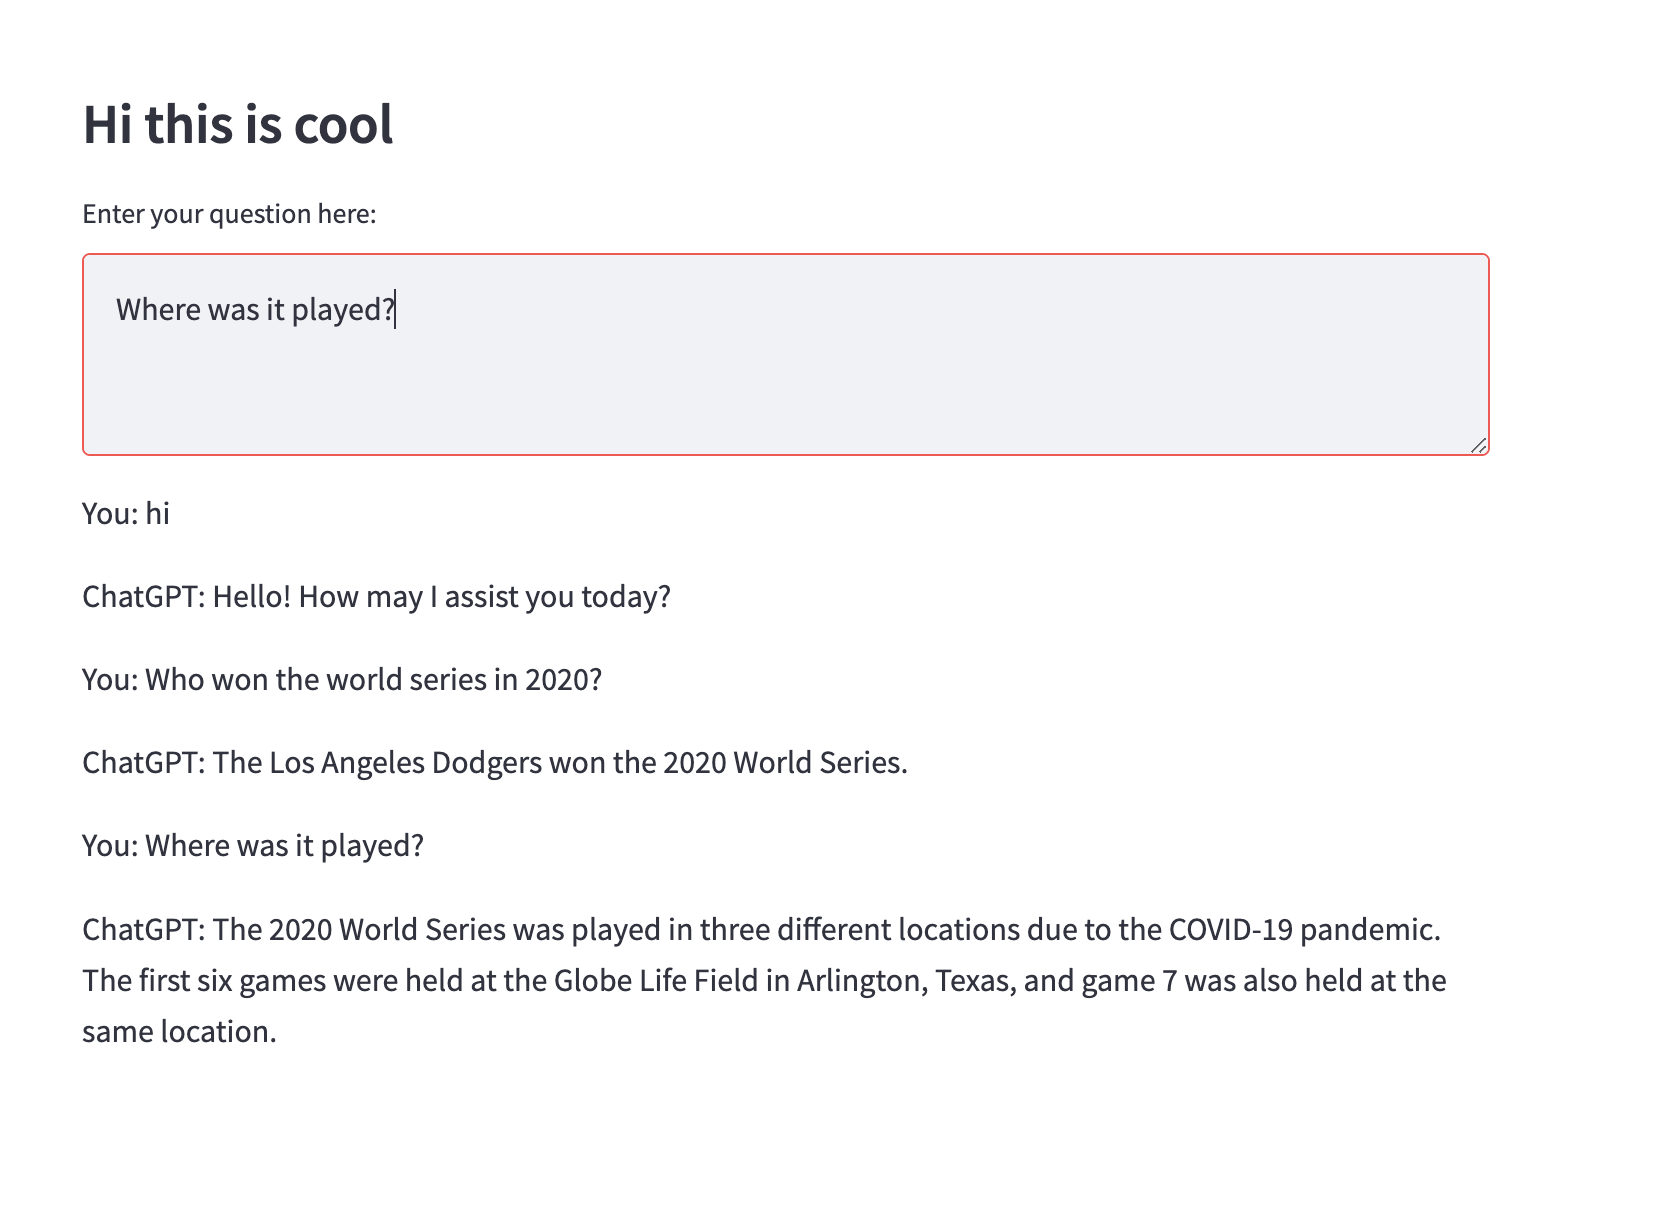 Hi this is cool
Enter your question here:
Where was it played?
You: hi
ChatGPT: Hello! How may I assist you today?
You: Who won the world series in 2020?
ChatGPT: The Los Angeles Dodgers won the 2020 World Series.
You: Where was it played?
ChatGPT: The 2020 World Series was played in three different locations due to the COVID-19 pandemic.
The first six games were held at the Globe Life Field in Arlington, Texas, and game 7 was also held at the
same location.